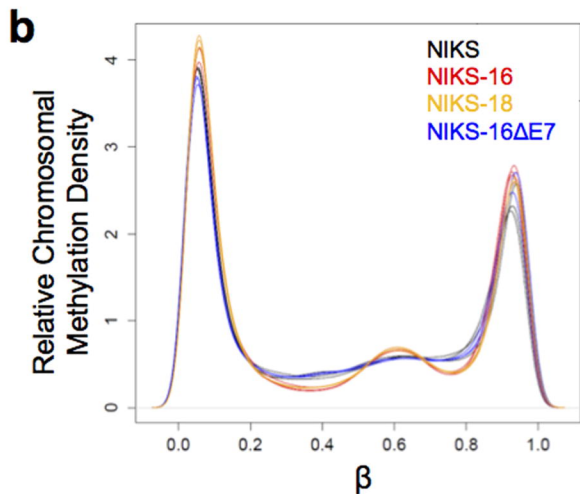 b
NIKS
NIKS-16
NIKS-18
NIKS-16ΔE7
Relative Chromosomal
Methylation Density
4
3
2
1
0
0.0 0.2 0.4 0.6 0.8 1.0
β